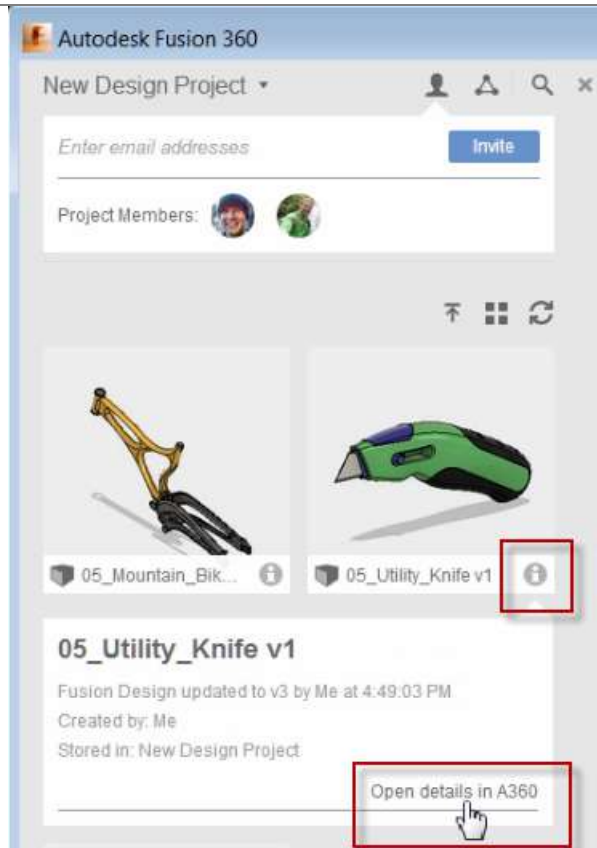 Autodesk Fusion 360
New Design Project
Enter email addresses
Invite
Project Members:
05_Mountain_Bik...
05_Utility_Knife v1
05_Utility_Knife v1
Fusion Design updated to v3 by Me at 4:49:03 PM
Created by: Me
Stored in: New Design Project
Open details in A360